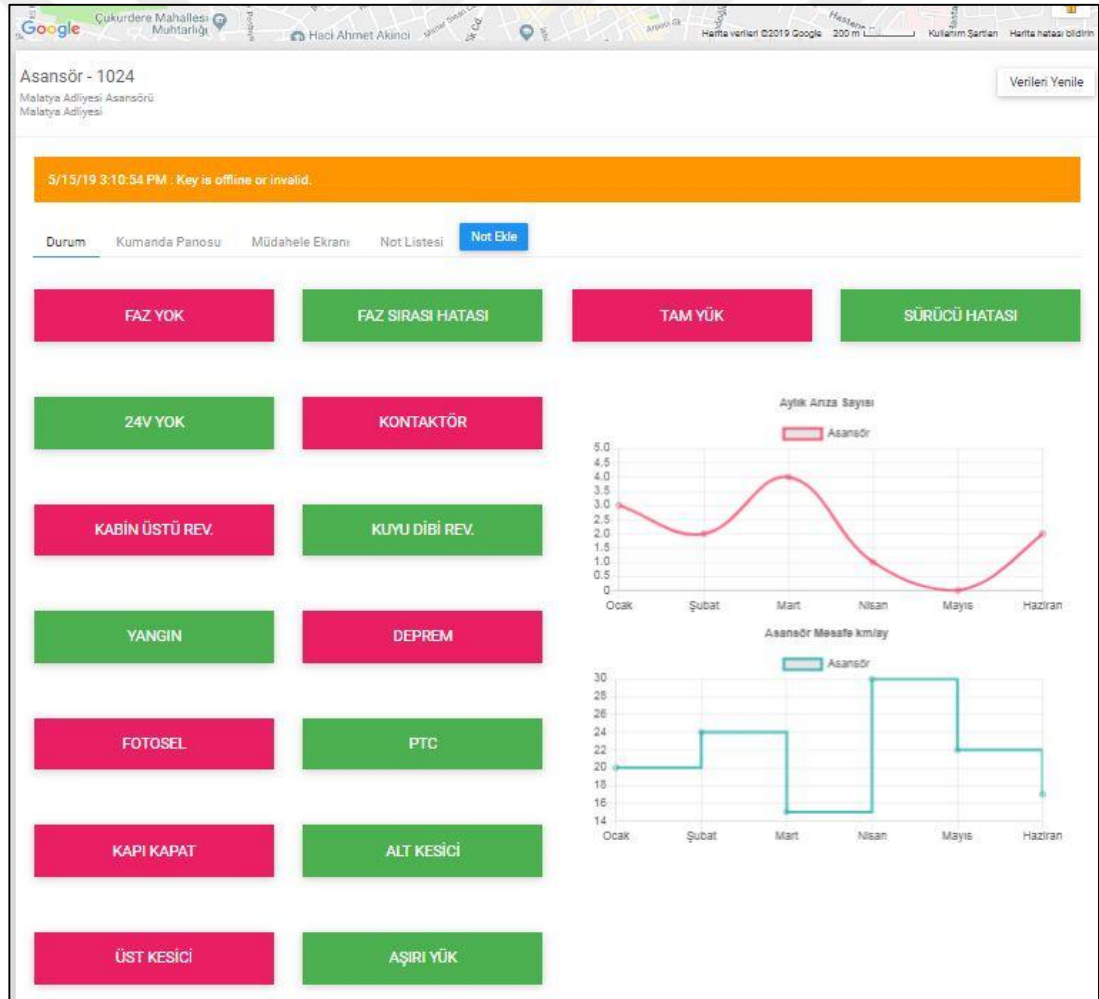 Google
Çukurdere Mahallesi
Muhtarlığı
Haci Ahmet Akinci
Harita verileri ©2019 Google 200 m Kullanım Şartları Harita hatası bildirin
Asansör - 1024
Malatya Adliyesi Asansörü
Malatya Adliyesi
Verileri Yenile
5/15/19 3:10:54 PM : Key is offline or invalid.
Durum Kumanda Panosu Müdahele Ekranı Not Listesi Not Ekle
FAZ YOK FAZ SIRASI HATASI TAM YÜK SÜRÜCÜ HATASI
24V YOK KONTAKTÖR
KABİN ÜSTÜ REV. KUYU DİBİ REV.
YANGIN DEPREM
FOTOSEL PTC
KAPI KAPAT ALT KESİCİ
ÜST KESİCİ AŞIRI YÜK
Aylık Arıza Sayısı
Asansör
5.0
4.5
4.0
3.5
3.0
2.5
2.0
1.5
1.0
0.5
0
Ocak Şubat Mart Nisan Mayıs Haziran
Asansör Mesafe km/ay
Asansör
30
28
26
24
22
20
18
16
14
Ocak Şubat Mart Nisan Mayıs Haziran